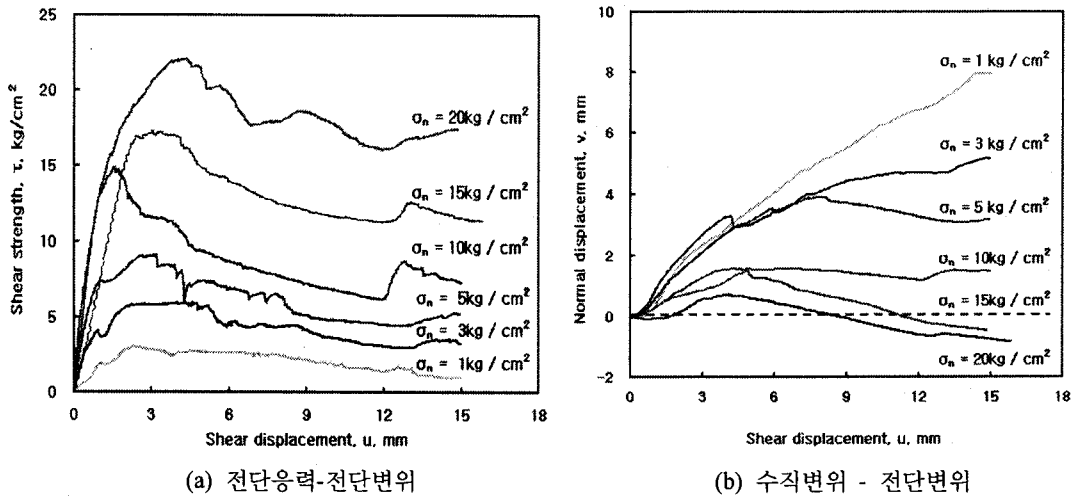 25
20
15
10
5
0
Shear strength, τ, kg/cm²
σₙ = 20kg / cm²
σₙ = 15kg / cm²
σₙ = 10kg / cm²
σₙ = 5kg / cm²
σₙ = 3kg / cm²
σₙ = 1kg / cm²
0 3 6 9 12 15 18
Shear displacement, u, mm
(a) 전단응력-전단변위
10
8
6
4
2
0
-2
Normal displacement, v, mm
σₙ = 1 kg / cm²
σₙ = 3 kg / cm²
σₙ = 5 kg / cm²
σₙ = 10kg / cm²
σₙ = 15kg / cm²
σₙ = 20kg / cm²
0 3 6 9 12 15 18
Shear displacement, u, mm
(b) 수직변위 - 전단변위